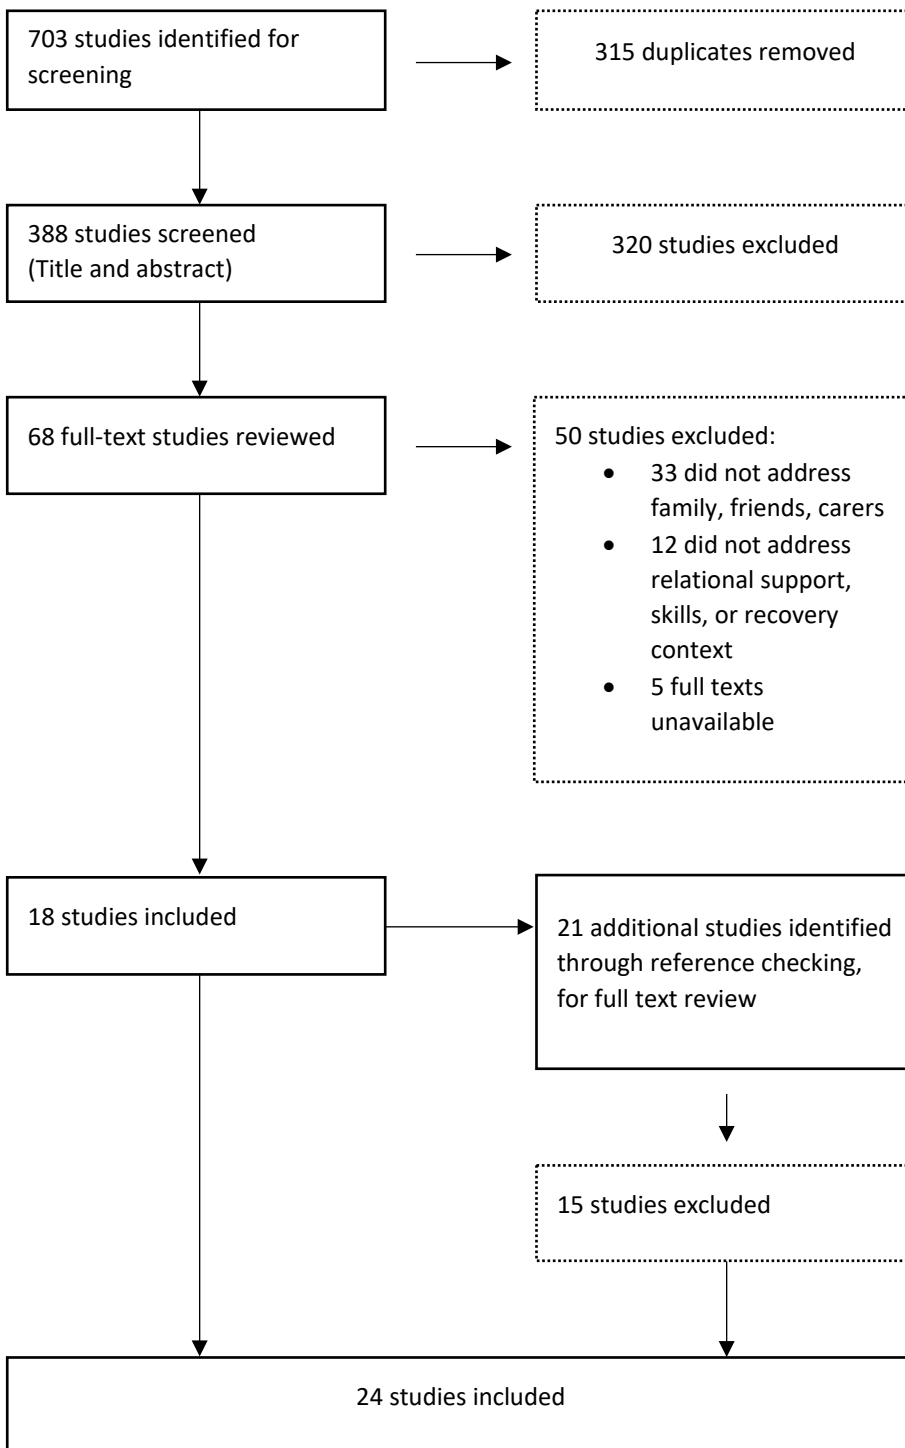 703 studies identified for
screening
315 duplicates removed
388 studies screened
(Title and abstract)
320 studies excluded
68 full-text studies reviewed
50 studies excluded:
• 33 did not address
family, friends, carers
• 12 did not address
relational support,
skills, or recovery
context
• 5 full texts
unavailable
18 studies included
21 additional studies identified
through reference checking,
for full text review
15 studies excluded
24 studies included